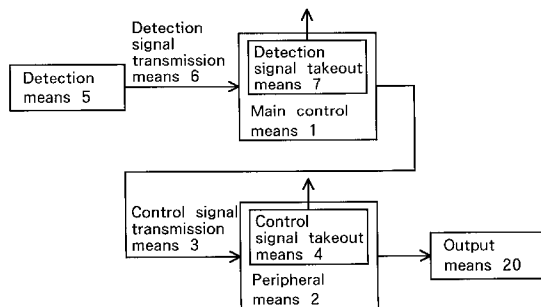 Detection
signal
transmission
means 6
Detection
means 5
Detection
signal takeout
means 7
Main control
means 1
Control signal
transmission
means 3
Control
signal takeout
means 4
Peripheral
means 2
Output
means 20